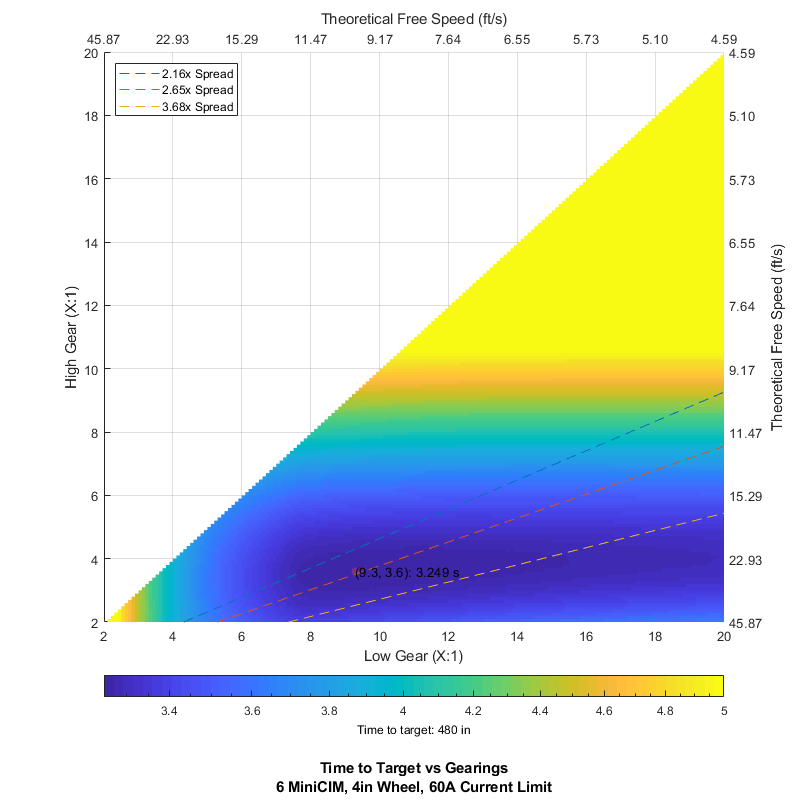 Theoretical Free Speed (ft/s)
45.87 22.93 15.29 11.47 9.17 7.64 6.55 5.73 5.10 4.59
20 4.59
2.16x Spread
2.65x Spread
3.68x Spread
18 5.10
16 5.73
14 6.55
12 7.64
10 9.17
8 11.47
6 15.29
4 22.93
2 45.87
High Gear (X:1)
Theoretical Free Speed (ft/s)
(9.3, 3.6): 3.249 s
2 4 6 8 10 12 14 16 18 20
Low Gear (X:1)
3.4 3.6 3.8 4 4.2 4.4 4.6 4.8 5
Time to target: 480 in
Time to Target vs Gearings
6 MiniCIM, 4in Wheel, 60A Current Limit